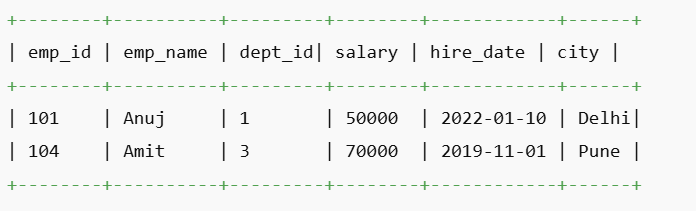 +--------+----------+---------+--------+------------+------+
| emp_id | emp_name | dept_id| salary | hire_date | city |
+--------+----------+---------+--------+------------+------+
| 101    | Anuj     | 1       | 50000  | 2022-01-10 | Delhi|
| 104    | Amit     | 3       | 70000  | 2019-11-01 | Pune |
+--------+----------+---------+--------+------------+------+